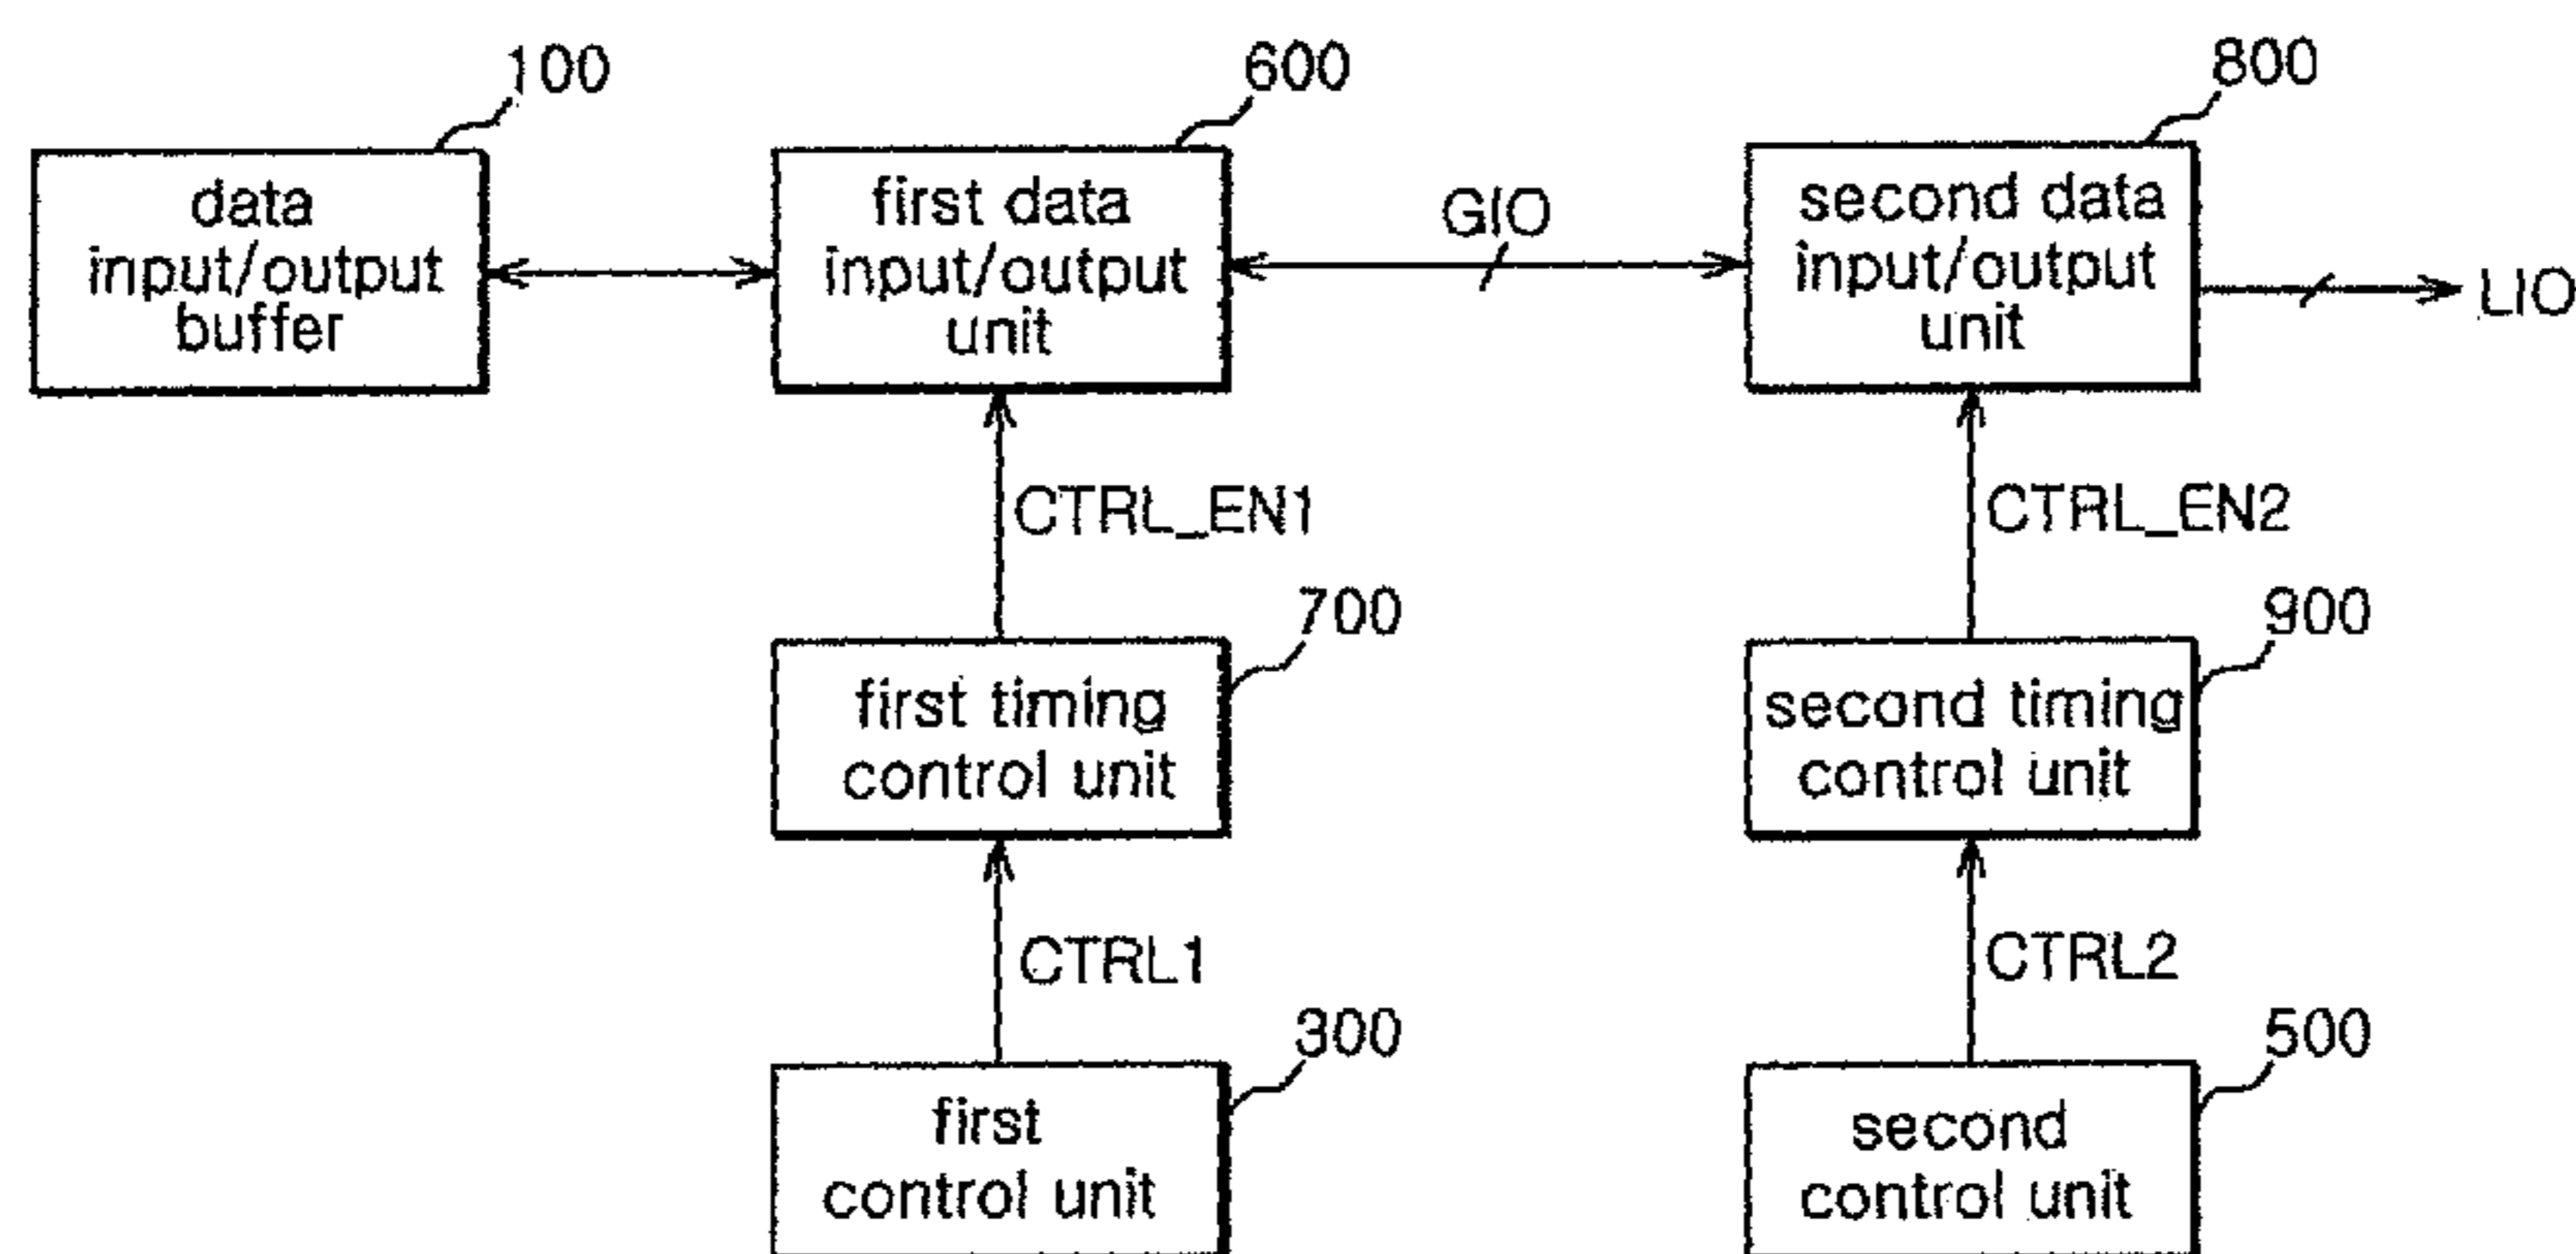 100
600
800
data
input/output
buffer
first data
input/output
unit
GIO
second data
input/output
unit
LIO
CTRL_EN1
CTRL_EN2
700
900
first timing
control unit
second timing
control unit
CTRL1
CTRL2
300
500
first
control unit
second
control unit